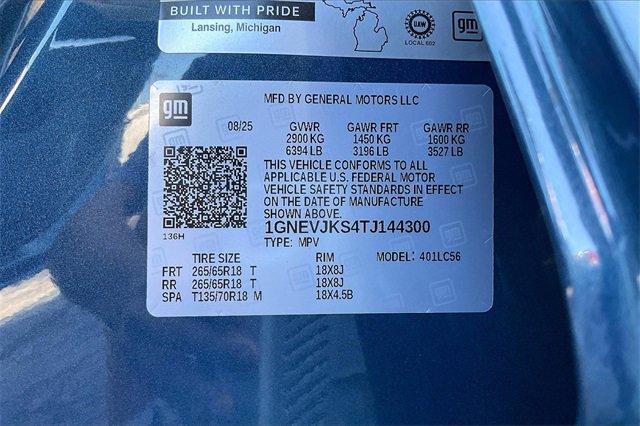 BUILT WITH PRIDE
Lansing, Michigan
UAW
LOCAL 602
gm
gm
MFD BY GENERAL MOTORS LLC
08/25 GVWR GAWR FRT GAWR RR
2900 KG 1450 KG 1600 KG
6394 LB 3196 LB 3527 LB
THIS VEHICLE CONFORMS TO ALL
APPLICABLE U.S. FEDERAL MOTOR
VEHICLE SAFETY STANDARDS IN EFFECT
ON THE DATE OF MANUFACTURE
SHOWN ABOVE.
136H
1GNEVJKS4TJ144300
TYPE: MPV
TIRE SIZE RIM MODEL: 401LC56
FRT 265/65R18 T 18X8J
RR 265/65R18 T 18X8J
SPA T135/70R18 M 18X4.5B